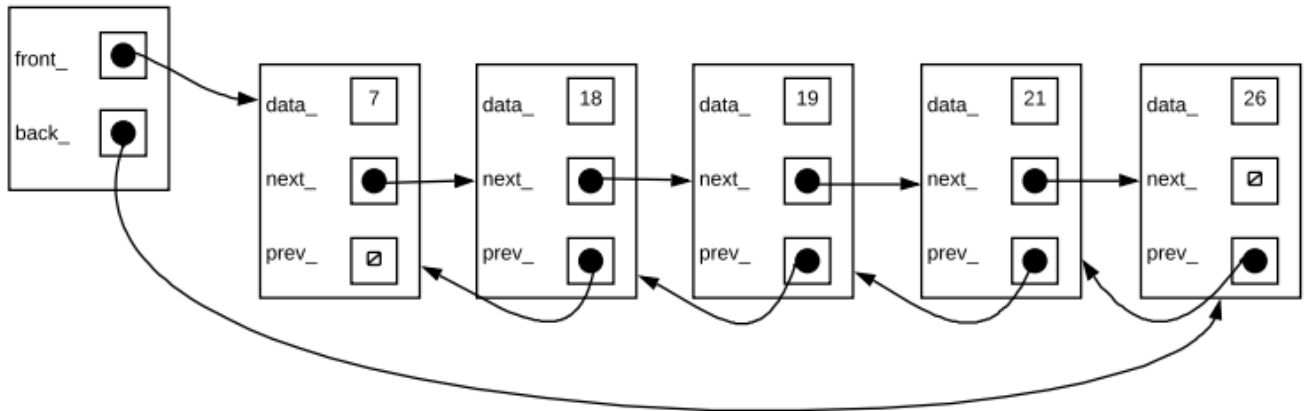 front_
back_
data_ 7
next_
prev_
data_ 18
next_
prev_
data_ 19
next_
prev_
data_ 21
next_
prev_
data_ 26
next_
prev_